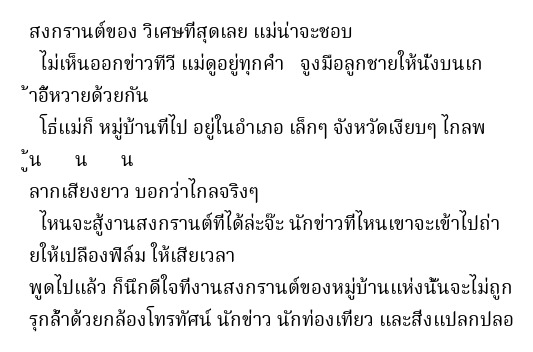 สงกรานต์ของ วิเศษที่สุดเลย แม่น่าจะชอบ
ไม่เห็นออกข่าวทีวี แม่ดูอยู่ทุกค่ำ จูงมือลูกชายให้นั่งบนเก
้าอี้หวายด้วยกัน
โธ่แม่ก็ หมู่บ้านที่ไป อยู่ในอำเภอ เล็กๆ จังหวัดเงียบๆ ไกลพ
ู้น น น
ลากเสียงยาว บอกว่าไกลจริงๆ
ไหนจะสู้งานสงกรานต์ที่ได้ล่ะจ๊ะ นักข่าวที่ไหนเขาจะเข้าไปถ่า
ยให้เปลืองฟิล์ม ให้เสียเวลา
พูดไปแล้ว ก็นึกดีใจที่งานสงกรานต์ของหมู่บ้านแห่งนั้นจะไม่ถูก
รุกล้ำด้วยกล้องโทรทัศน์ นักข่าว นักท่องเที่ยว และสิ่งแปลกปลอ